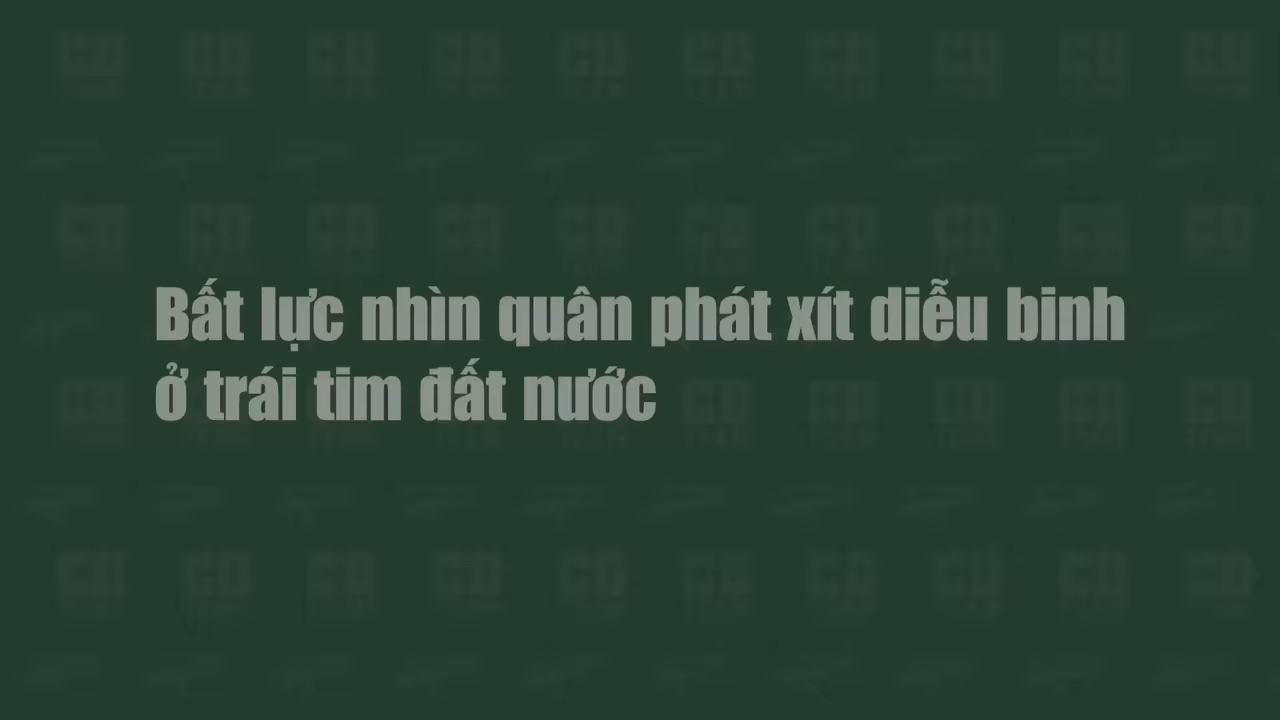 Bất lực nhìn quân phát xít diễu binh
ở trái tim đất nước